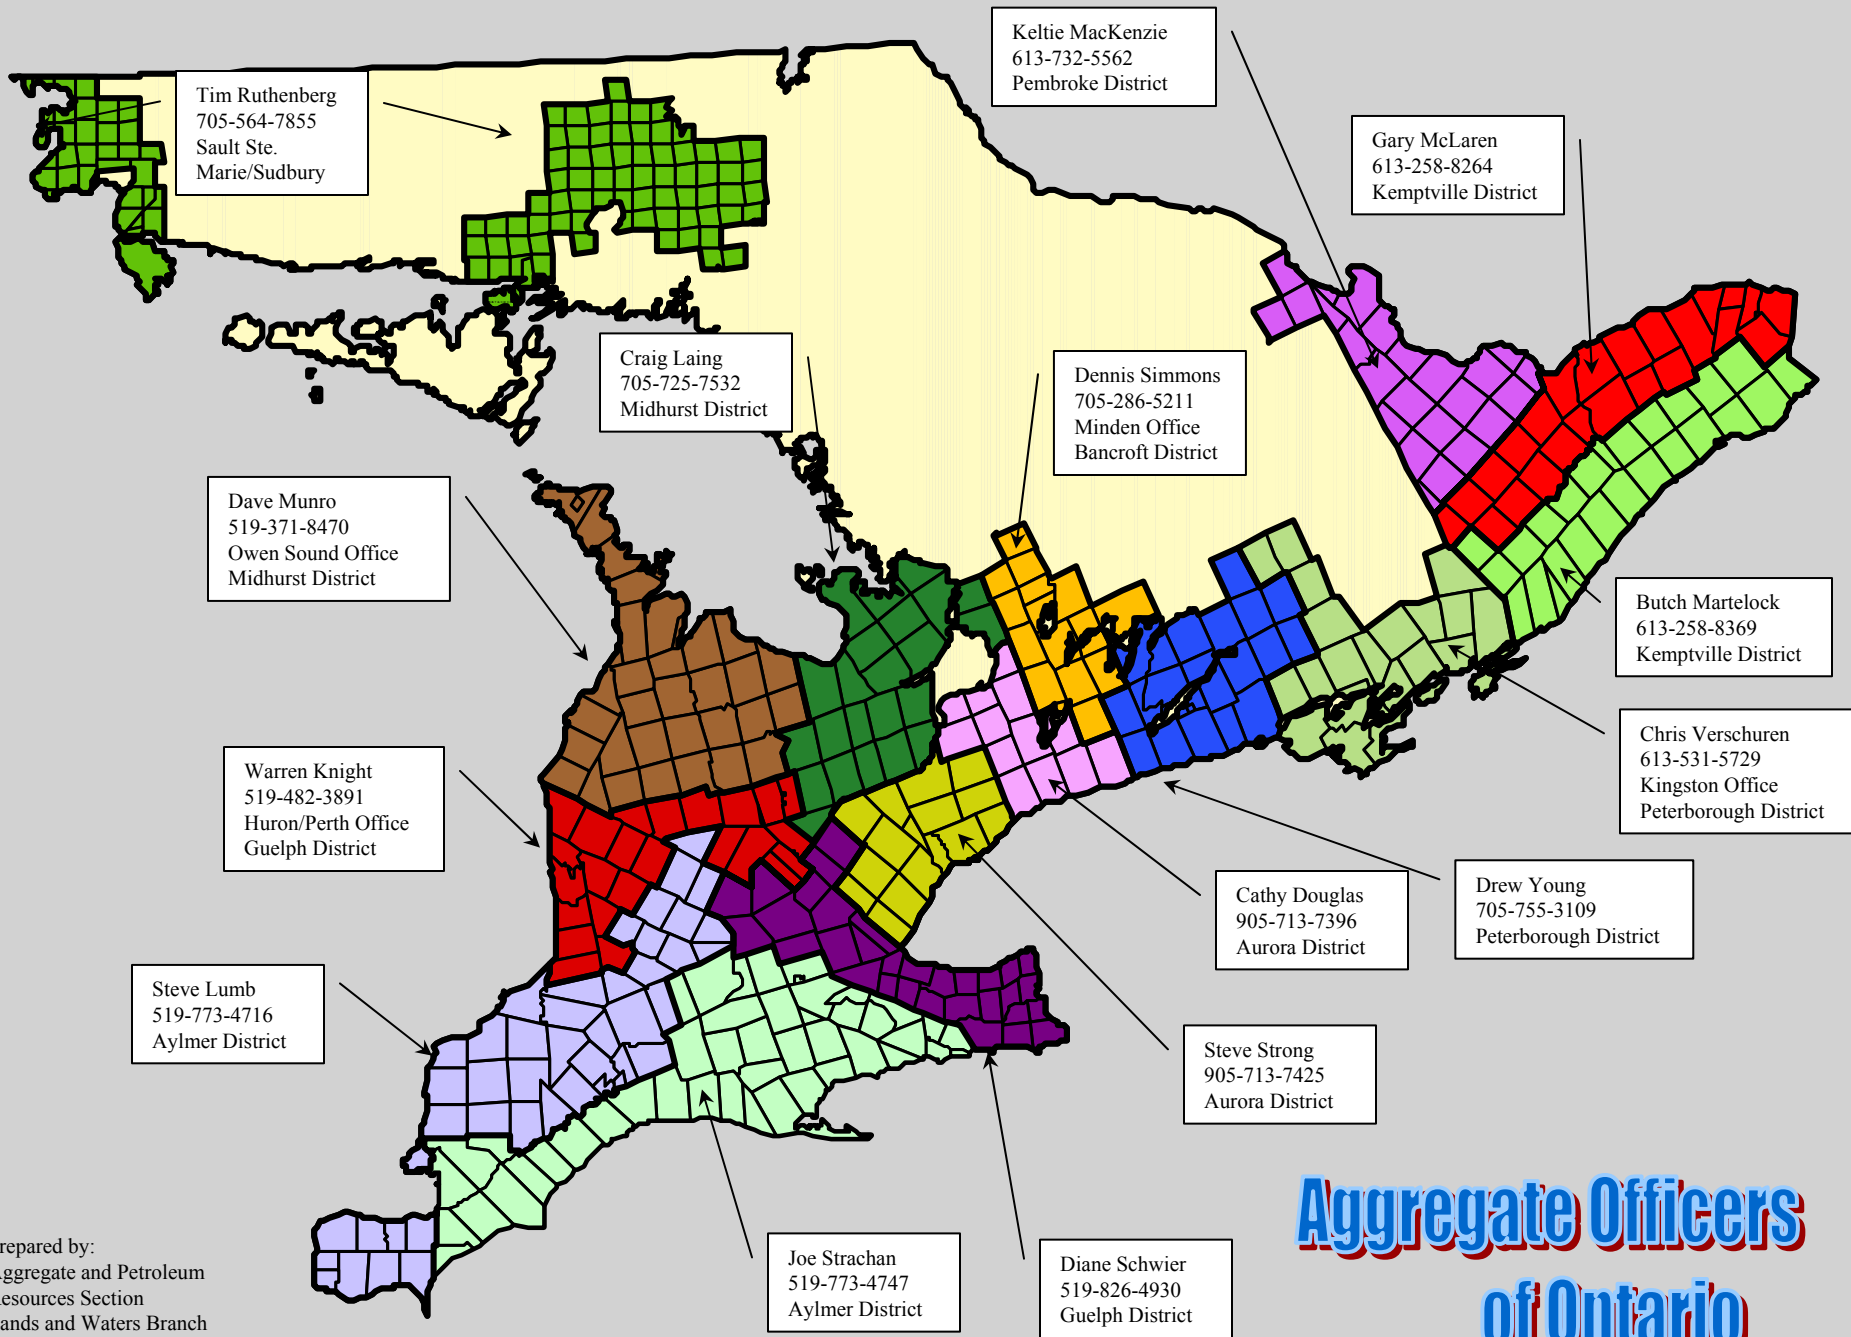 Keltie MacKenzie
613-732-5562
Pembroke District
Tim Ruthenberg
705-564-7855
Sault Ste.
Marie/Sudbury
Gary McLaren
613-258-8264
Kemptville District
Craig Laing
705-725-7532
Midhurst District
Dennis Simmons
705-286-5211
Minden Office
Bancroft District
Dave Munro
519-371-8470
Owen Sound Office
Midhurst District
Butch Martelock
613-258-8369
Kemptville District
Chris Verschuren
613-531-5729
Kingston Office
Peterborough District
Warren Knight
519-482-3891
Huron/Perth Office
Guelph District
Cathy Douglas
905-713-7396
Aurora District
Drew Young
705-755-3109
Peterborough District
Steve Lumb
519-773-4716
Aylmer District
Steve Strong
905-713-7425
Aurora District
Joe Strachan
519-773-4747
Aylmer District
Diane Schwier
519-826-4930
Guelph District
Aggregate Officers
of Ontario
repared by:
ggregate and Petroleum
esources Section
ands and Waters Branch